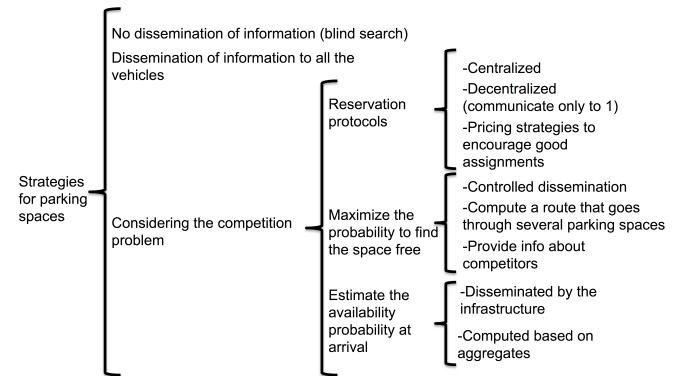 Strategies
for parking
spaces
No dissemination of information (blind search)
Dissemination of information to all the
vehicles
Considering the competition
problem
Reservation
protocols
-Centralized
-Decentralized
(communicate only to 1)
-Pricing strategies to
encourage good
assignments
Maximize the
probability to find
the space free
-Controlled dissemination
-Compute a route that goes
through several parking spaces
-Provide info about
competitors
Estimate the
availability
probability at
arrival
-Disseminated by the
infrastructure
-Computed based on
aggregates